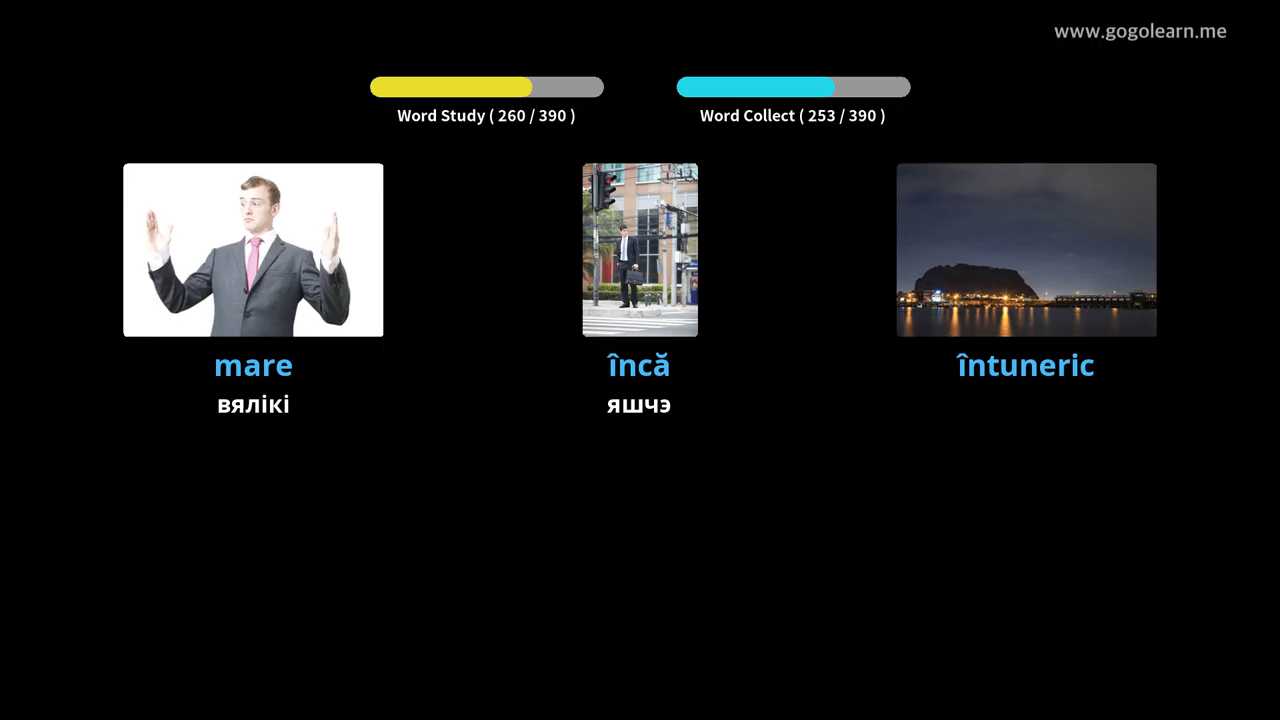 www.gogolearn.me
Word Study ( 260 / 390 )
Word Collect ( 253 / 390 )
mare
вялікі
încă
яшчэ
întuneric